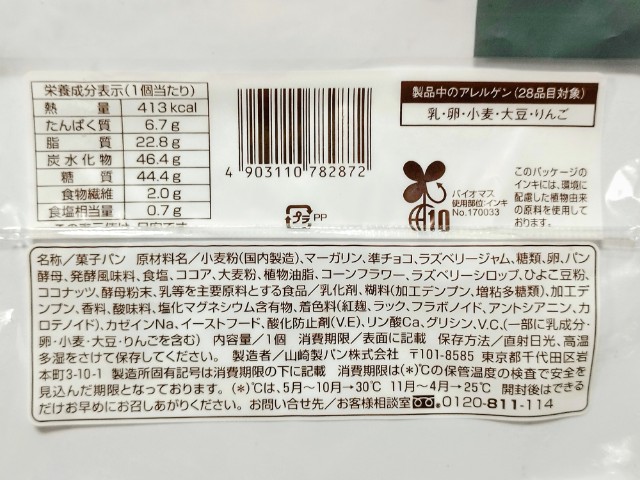 栄養成分表示(1個当たり)
熱量 413kcal
たんぱく質 6.7g
脂質 22.8g
炭水化物 46.4g
糖質 44.4g
食物繊維 2.0g
食塩相当量 0.7g
4 903110 782872
プラ PP
製品中のアレルゲン(28品目対象)
乳・卵・小麦・大豆・りんご
バイオマス
使用部位:インキ
No.170033
10
このパッケージの
インキには、環境に
配慮した植物由来
の原料を使用して
おります。
名称/菓子パン 原材料名/小麦粉(国内製造)、マーガリン、準チョコ、ラズベリージャム、糖類、卵、パン
酵母、発酵風味料、食塩、ココア、大麦粉、植物油脂、コーンフラワー、ラズベリーシロップ、ひよこ豆粉、
ココナッツ、酵母粉末、乳等を主要原料とする食品/乳化剤、糊料(加工デンプン、増粘多糖類)、加工デ
ンプン、香料、酸味料、塩化マグネシウム含有物、着色料(紅麹、ラック、フラボノイド、アントシアニン、カ
ロテノイド)、カゼインNa、イーストフード、酸化防止剤(V.E)、リン酸Ca、グリシン、V.C、(一部に乳成分・
卵・小麦・大豆・りんごを含む) 内容量/1個 消費期限/表面に記載 保存方法/直射日光、高温
多湿をさけて保存してください。 製造者/山崎製パン株式会社 〒101-8585 東京都千代田区岩
本町3-10-1 製造所固有記号は消費期限の下に記載 消費期限は(*)℃の保管温度の検査で安全を
見込んだ期限となっております。(*)℃は、5月〜10月→30℃ 11月〜4月→25℃ 開封後はできる
だけお早めにお召しあがりください。 お問い合せ先/お客様相談室 0120-811-114